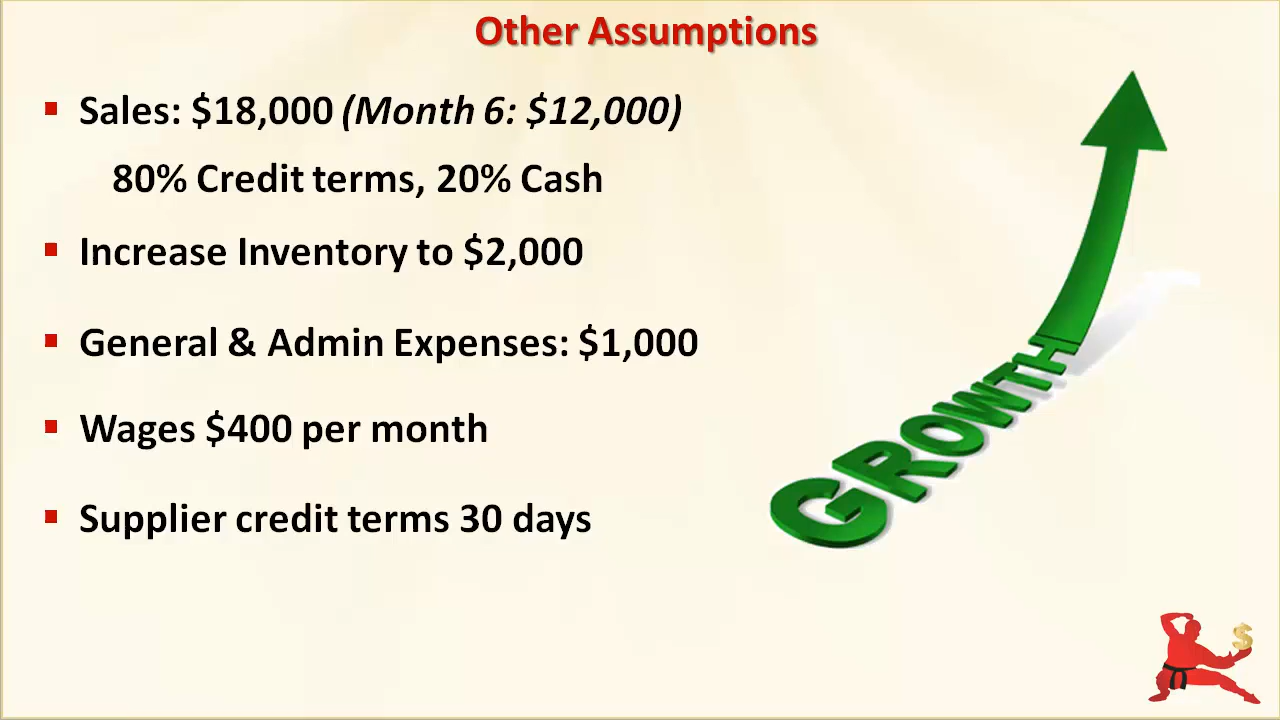 Other Assumptions
Sales: $18,000 (Month 6: $12,000)
80% Credit terms, 20% Cash
Increase Inventory to $2,000
General & Admin Expenses: $1,000
Wages $400 per month
Supplier credit terms 30 days
GROWTH
$